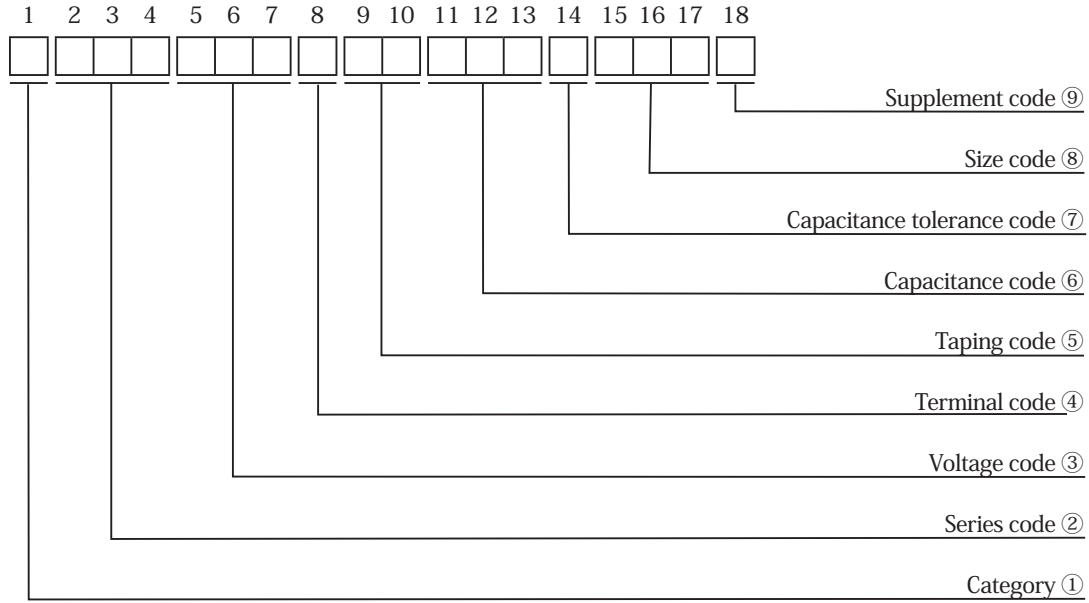 1 2 3 4 5 6 7 8 9 10 11 12 13 14 15 16 17 18
Supplement code ⑨
Size code ⑧
Capacitance tolerance code ⑦
Capacitance code ⑥
Taping code ⑤
Terminal code ④
Voltage code ③
Series code ②
Category ①